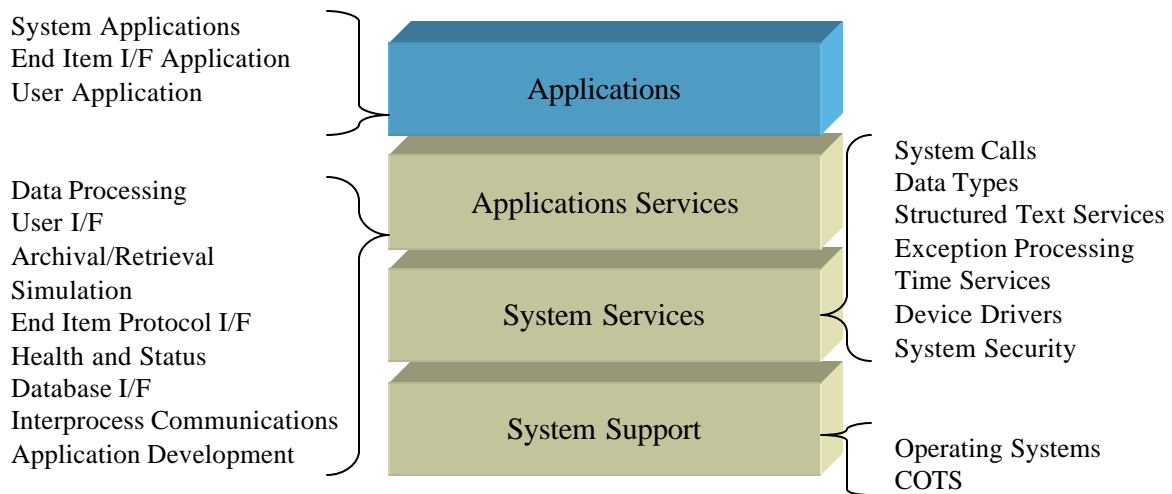 System Applications
End Item I/F Application
User Application
Applications
Data Processing
User I/F
Archival/Retrieval
Simulation
End Item Protocol I/F
Health and Status
Database I/F
Interprocess Communications
Application Development
Applications Services
System Services
System Calls
Data Types
Structured Text Services
Exception Processing
Time Services
Device Drivers
System Security
System Support
Operating Systems
COTS